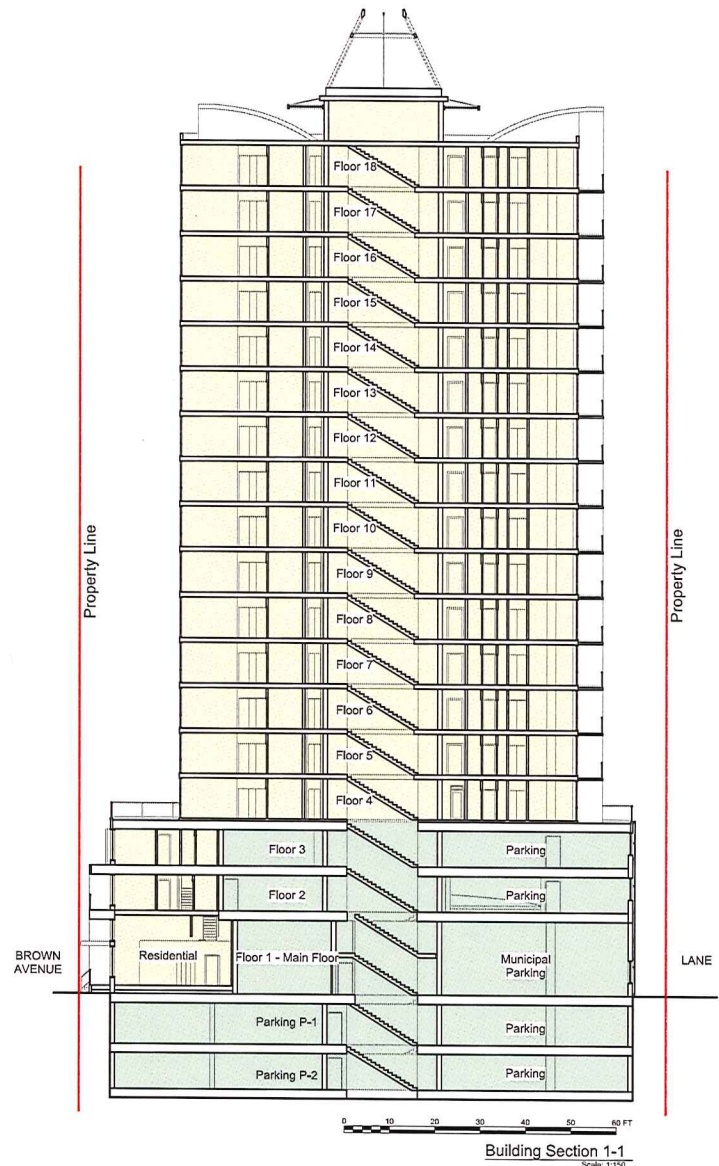 Floor 18
Floor 17
Floor 16
Floor 15
Floor 14
Floor 13
Floor 12
Floor 11
Floor 10
Property Line
Property Line
Floor 9
Floor 8
Floor 7
Floor 6
Floor 5
Floor 4
Floor 3
Parking
Floor 2
Parking
BROWN
AVENUE
Residential
Floor 1 - Main Floor
Municipal
Parking
LANE
Parking P-1
Parking
Parking P-2
Parking
0 10 20 30 40 50 60 FT
Building Section 1-1
Scale: 1:150